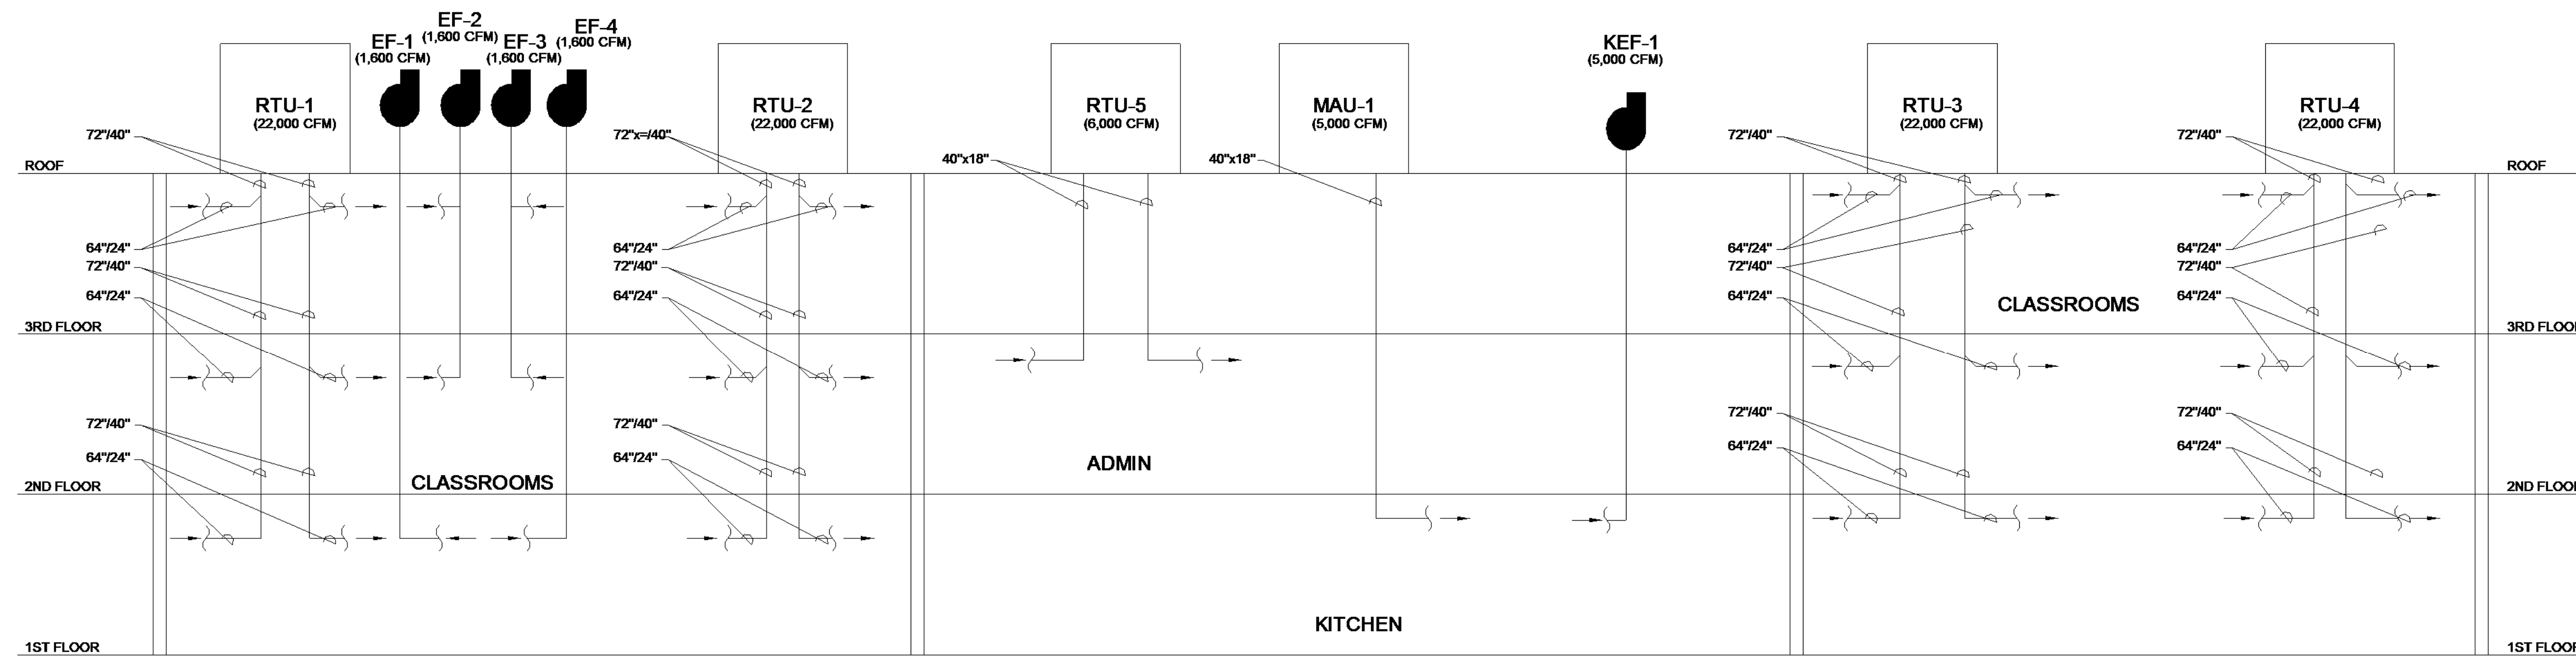 EF-2
(1,600 CFM)
EF-4
(1,600 CFM)
EF-1
(1,600 CFM)
EF-3
(1,600 CFM)
KEF-1
(5,000 CFM)
RTU-1
(22,000 CFM)
RTU-2
(22,000 CFM)
RTU-5
(6,000 CFM)
MAU-1
(5,000 CFM)
RTU-3
(22,000 CFM)
RTU-4
(22,000 CFM)
72"/40"
72"x=/40"
72"/40"
72"/40"
40"x18"
40"x18"
ROOF
ROOF
64"/24"
64"/24"
64"/24"
64"/24"
72"/40"
72"/40"
72"/40"
72"/40"
64"/24"
64"/24"
64"/24"
64"/24"
CLASSROOMS
3RD FLOOR
3RD FLOOR
72"/40"
72"/40"
72"/40"
72"/40"
64"/24"
64"/24"
64"/24"
64"/24"
ADMIN
CLASSROOMS
2ND FLOOR
2ND FLOOR
KITCHEN
1ST FLOOR
1ST FLOOR